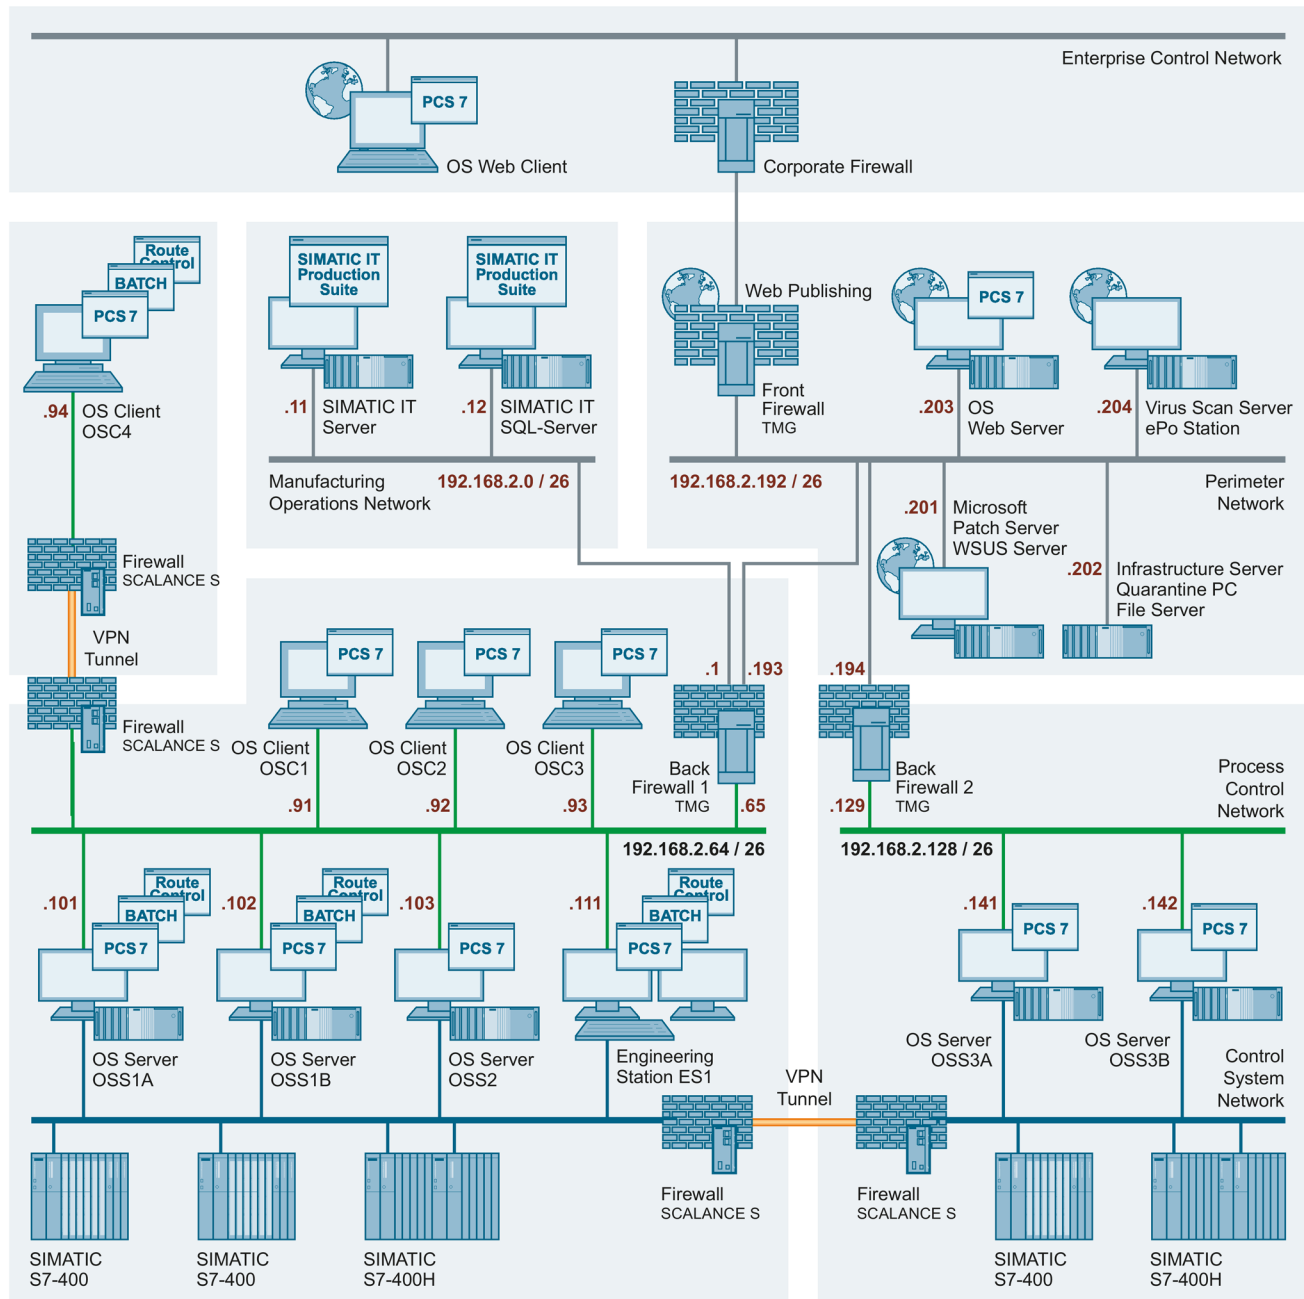 Enterprise Control Network
PCS 7
OS Web Client
Corporate Firewall
Route
Control
BATCH
PCS 7
.94
OS Client
OSC4
SIMATIC IT
Production
Suite
.11
SIMATIC IT
Server
SIMATIC IT
Production
Suite
.12
SIMATIC IT
SQL-Server
Manufacturing
Operations Network
192.168.2.0 / 26
Web Publishing
Front
Firewall
TMG
PCS 7
.203
OS
Web Server
.204
Virus Scan Server
ePo Station
192.168.2.192 / 26
Perimeter
Network
.201
Microsoft
Patch Server
WSUS Server
.202
Infrastructure Server
Quarantine PC
File Server
Firewall
SCALANCE S
VPN
Tunnel
Firewall
SCALANCE S
PCS 7
OS Client
OSC1
.91
PCS 7
OS Client
OSC2
.92
PCS 7
OS Client
OSC3
.93
.1
.193
Back
Firewall 1
TMG
.65
.194
Back
Firewall 2
TMG
.129
Process
Control
Network
192.168.2.64 / 26
192.168.2.128 / 26
.101
Route
Control
BATCH
PCS 7
OS Server
OSS1A
.102
Route
Control
BATCH
PCS 7
OS Server
OSS1B
.103
PCS 7
OS Server
OSS2
.111
Route
Control
BATCH
PCS 7
Engineering
Station ES1
.141
PCS 7
OS Server
OSS3A
.142
PCS 7
OS Server
OSS3B
Control
System
Network
VPN
Tunnel
Firewall
SCALANCE S
Firewall
SCALANCE S
SIMATIC
S7-400
SIMATIC
S7-400
SIMATIC
S7-400H
SIMATIC
S7-400
SIMATIC
S7-400H